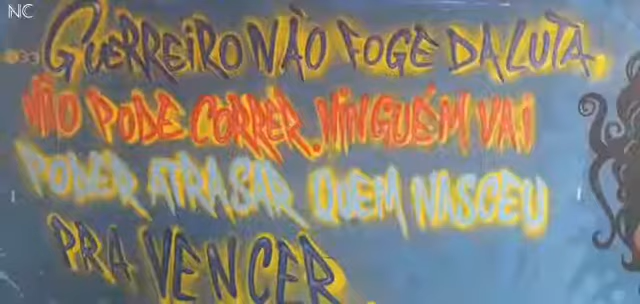 NC
...GUERREIRO NÃO FOGE DA LUTA,
NÃO PODE CORRER. NINGUÉM VAI
PODER ATRASAR QUEM NASCEU
PRA VENCER.